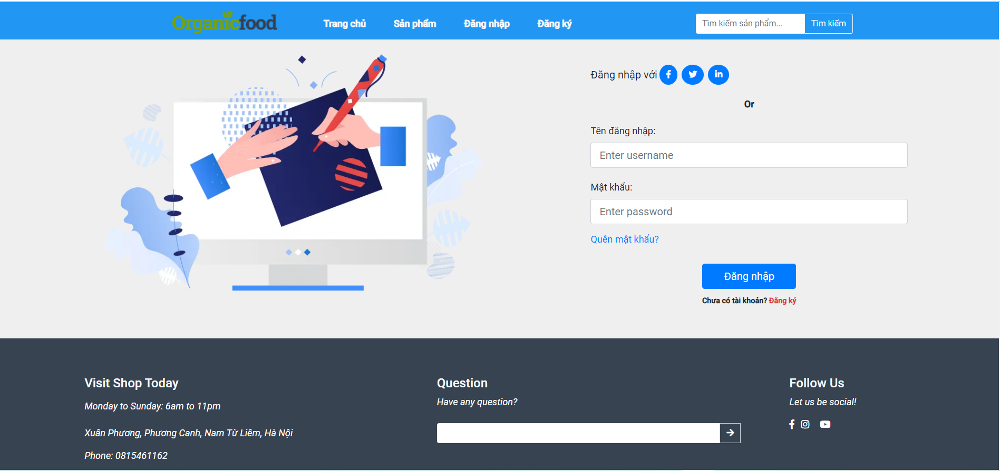 Organicfood
Trang chủ
Sản phẩm
Đăng nhập
Đăng ký
Tìm kiếm sản phẩm...
Tìm kiếm
Đăng nhập với
Or
Tên đăng nhập:
Enter username
Mật khẩu:
Enter password
Quên mật khẩu?
Đăng nhập
Chưa có tài khoản? Đăng ký
Visit Shop Today
Monday to Sunday: 6am to 11pm
Xuân Phương, Phương Canh, Nam Từ Liêm, Hà Nội
Phone: 0815461162
Question
Have any question?
Follow Us
Let us be social!